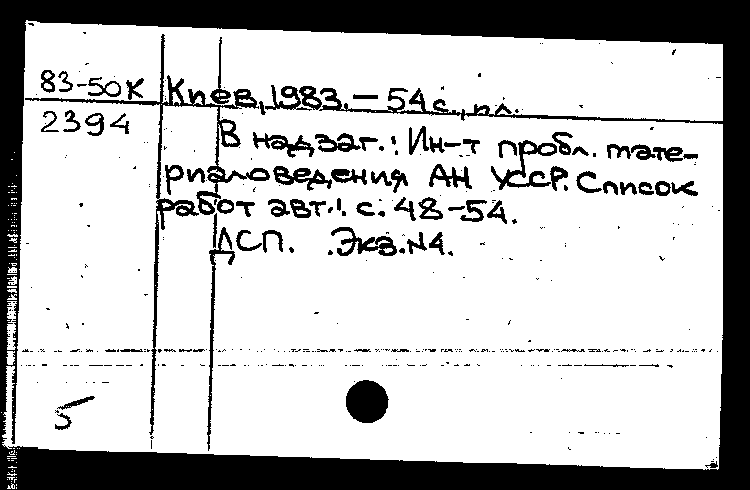 83-50К Киев, 1983. — 54 с., ил.
2394 В надзаг.: Ин-т пробл. мате-
риаловедения АН УССР. Список
работ авт.: с. 48-54.
ДСП. Экз. №4.
5